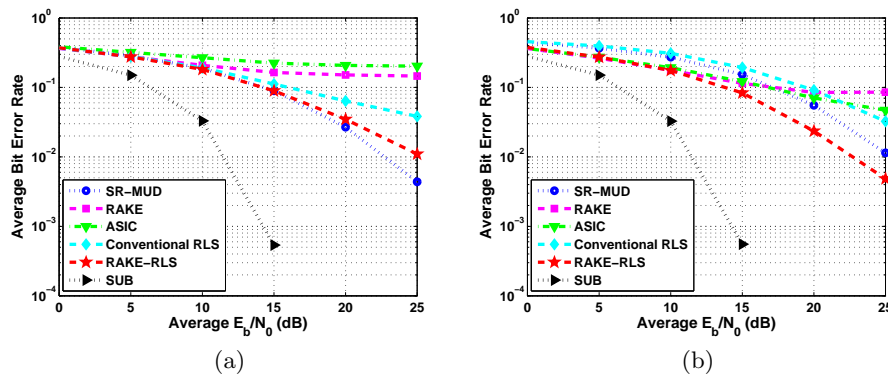 10^0
10^-1
10^-2
10^-3
10^-4
Average Bit Error Rate
SR-MUD
RAKE
ASIC
Conventional RLS
RAKE-RLS
SUB
0 5 10 15 20 25
Average E_b/N_0 (dB)
(a)
10^0
10^-1
10^-2
10^-3
10^-4
Average Bit Error Rate
SR-MUD
RAKE
ASIC
Conventional RLS
RAKE-RLS
SUB
0 5 10 15 20 25
Average E_b/N_0 (dB)
(b)